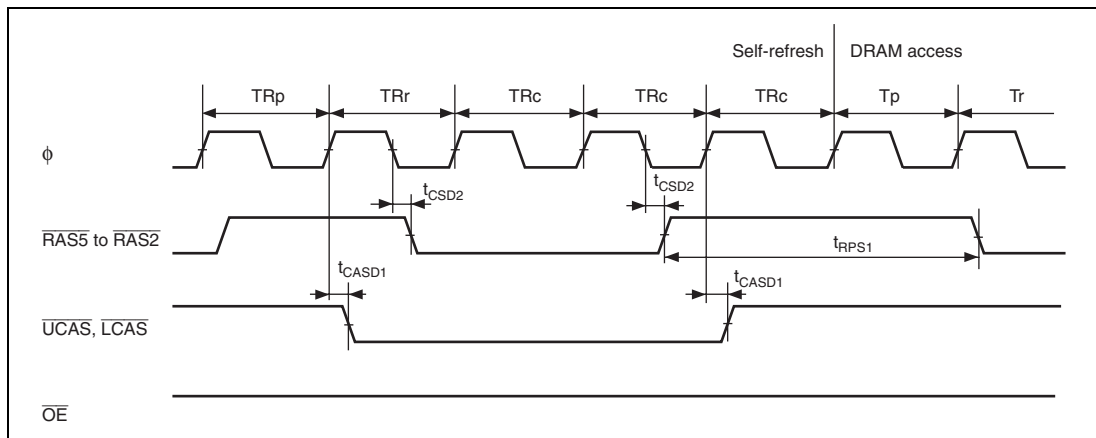 Self-refresh DRAM access
TRp TRr TRc TRc TRc Tp Tr
ϕ
tCSD2 tCSD2
RAS5 to RAS2
tRPS1
tCASD1 tCASD1
UCAS, LCAS
OE